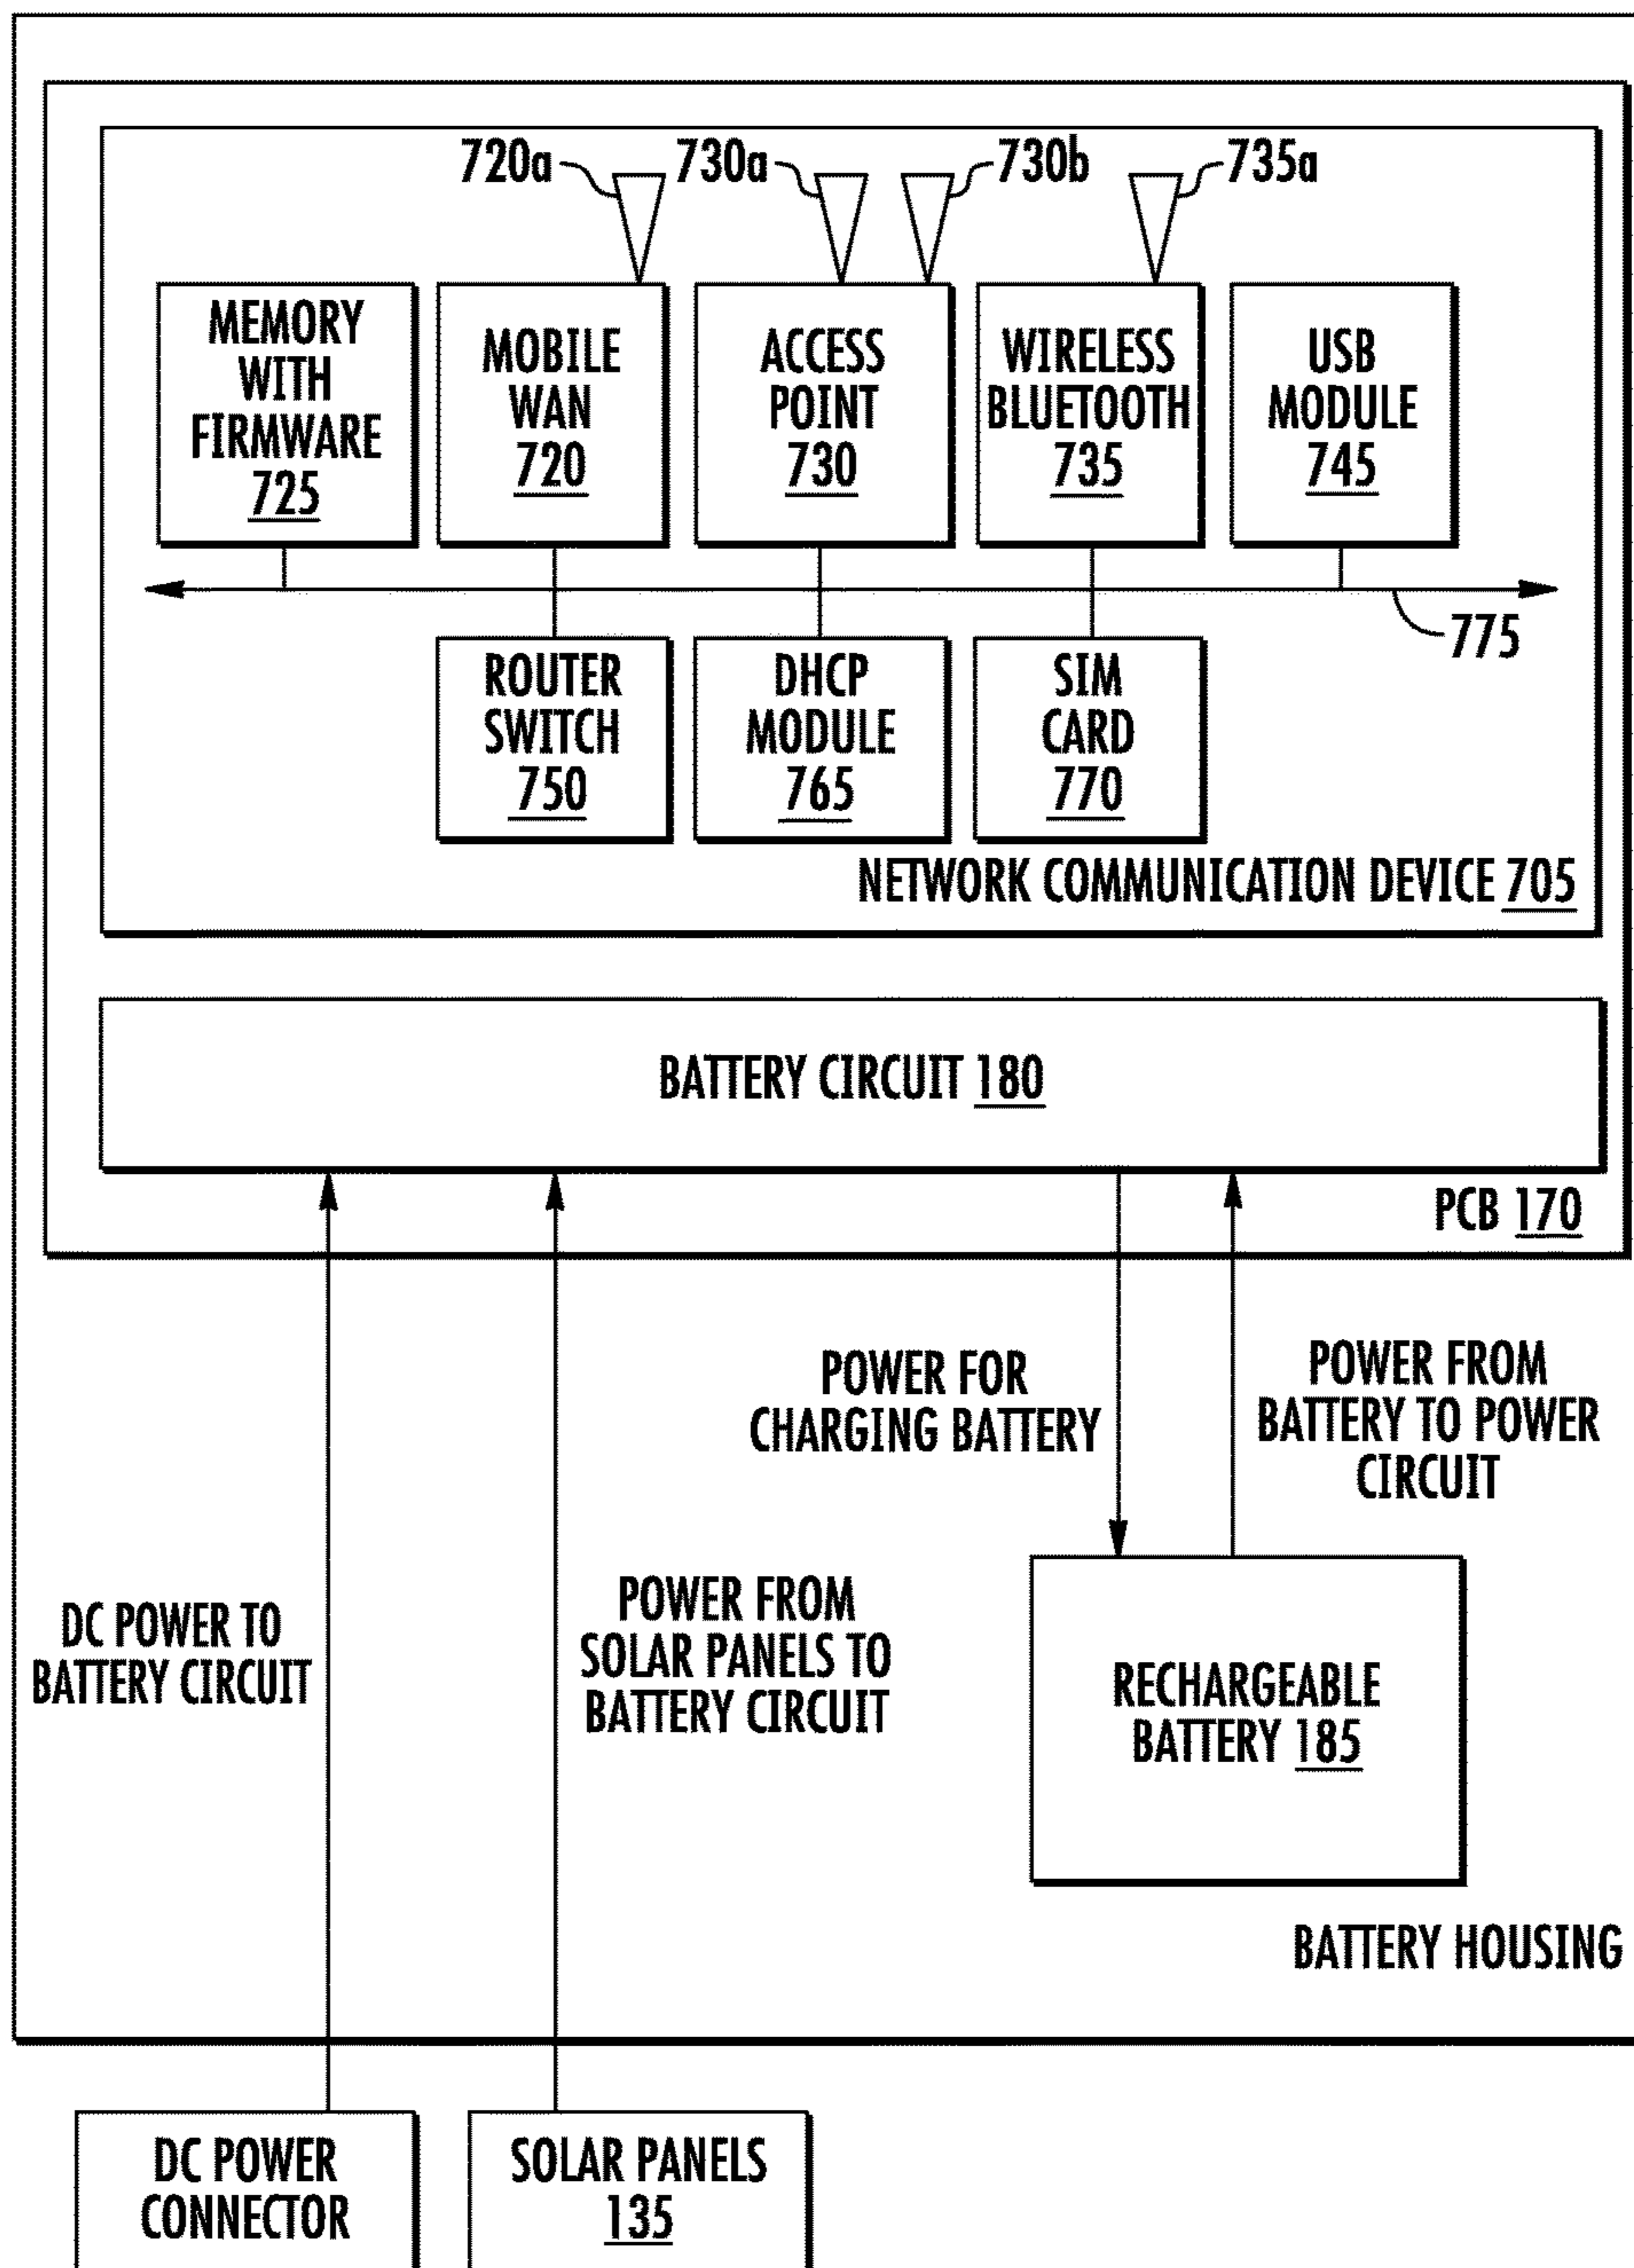 720a 730a 730b 735a
MEMORY
WITH
FIRMWARE
725
MOBILE
WAN
720
ACCESS
POINT
730
WIRELESS
BLUETOOTH
735
USB
MODULE
745
775
ROUTER
SWITCH
750
DHCP
MODULE
765
SIM
CARD
770
NETWORK COMMUNICATION DEVICE 705
BATTERY CIRCUIT 180
PCB 170
POWER FOR
CHARGING BATTERY
POWER FROM
BATTERY TO POWER
CIRCUIT
DC POWER TO
BATTERY CIRCUIT
POWER FROM
SOLAR PANELS TO
BATTERY CIRCUIT
RECHARGEABLE
BATTERY 185
BATTERY HOUSING
DC POWER
CONNECTOR
SOLAR PANELS
135